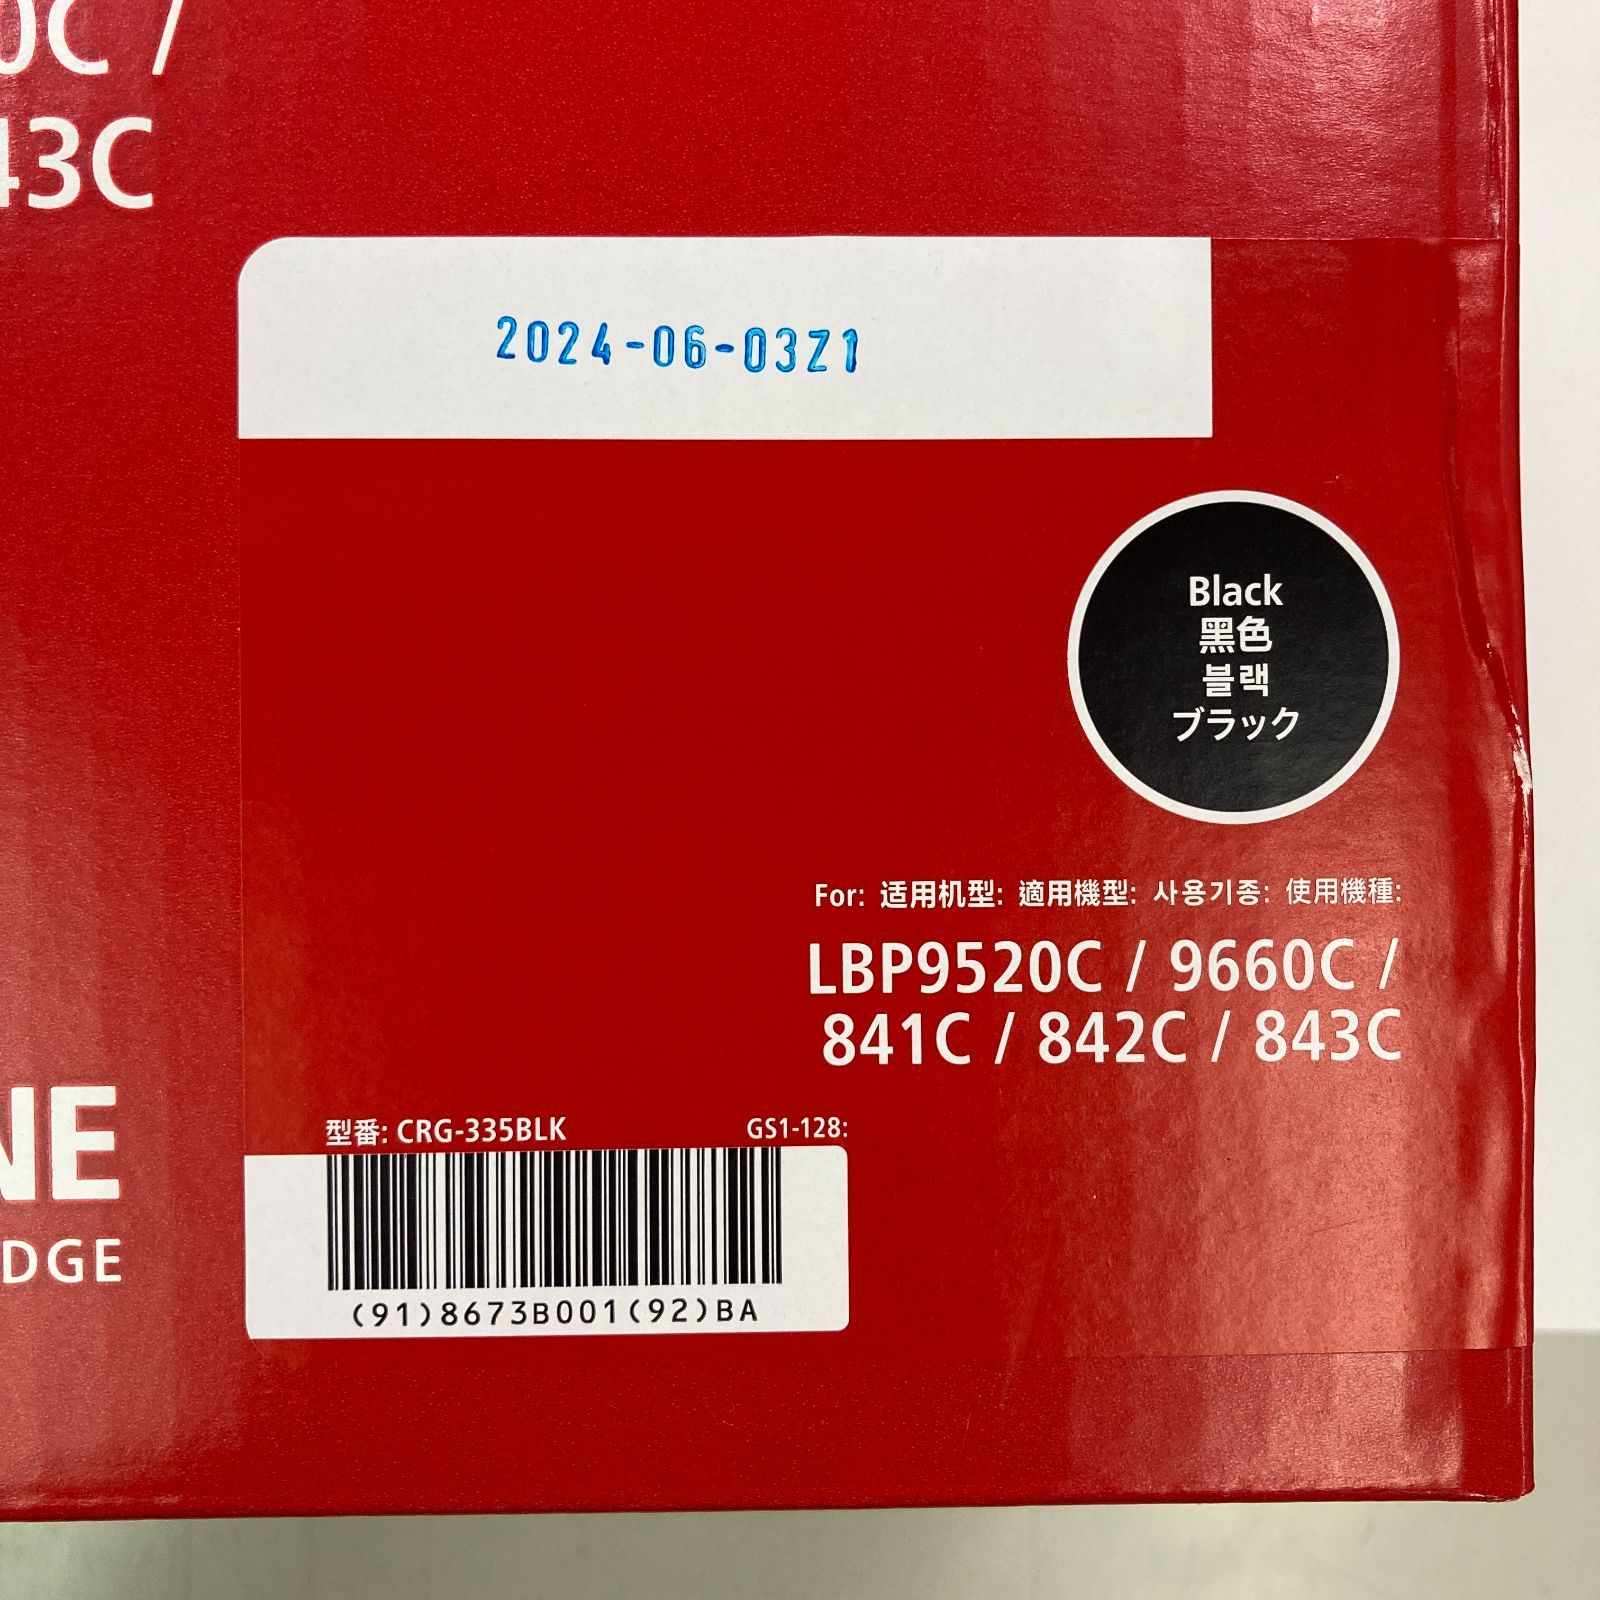 0C /
43C
2024-06-03Z1
Black
黑色
블랙
ブラック
For: 适用机型: 適用機型: 사용기종: 使用機種:
LBP9520C / 9660C /
841C / 842C / 843C
型番: CRG-335BLK
GS1-128:
(91)8673B001(92)BA
NE
DGE